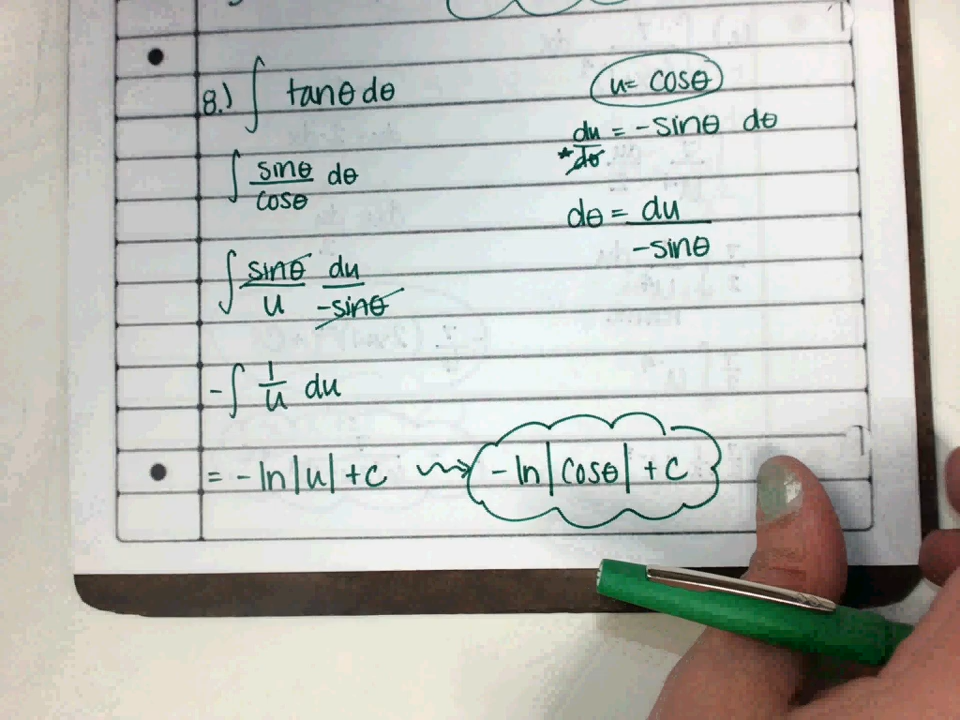 8.) ∫ tanθ dθ
u = cosθ
du/dθ = -sinθ dθ
*
∫ sinθ/cosθ dθ
dθ = du/-sinθ
∫ sinθ/u du/-sinθ
-∫ 1/u du
= -ln|u| + c ⇝ -ln|cosθ| + c